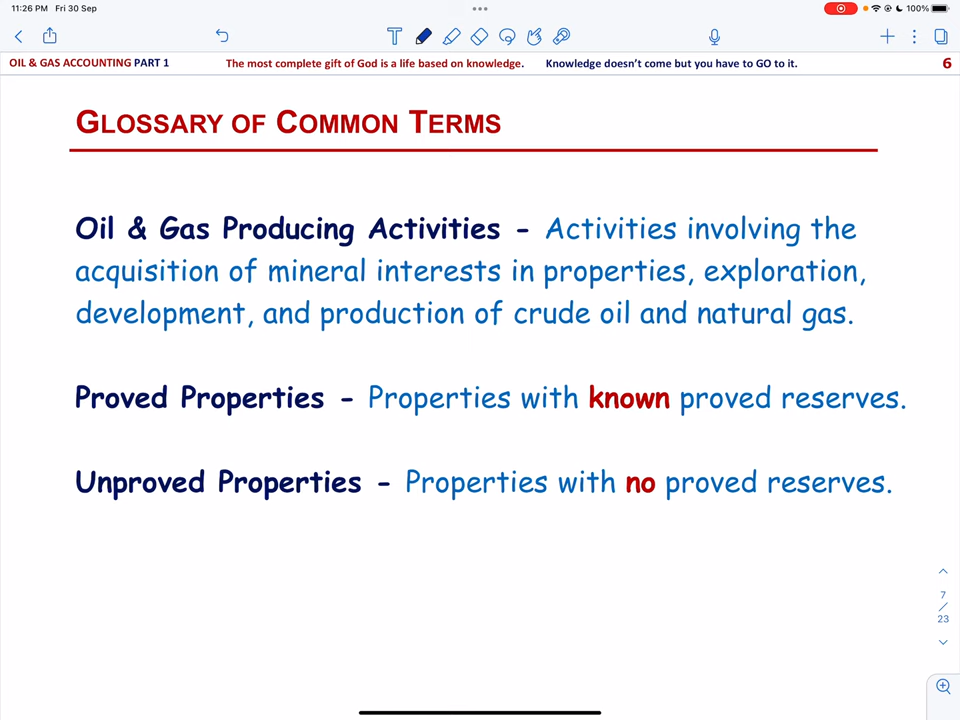 11:26 PM Fri 30 Sep
100%
OIL & GAS ACCOUNTING PART 1 The most complete gift of God is a life based on knowledge. Knowledge doesn't come but you have to GO to it. 6
GLOSSARY OF COMMON TERMS
Oil & Gas Producing Activities - Activities involving the
acquisition of mineral interests in properties, exploration,
development, and production of crude oil and natural gas.
Proved Properties - Properties with known proved reserves.
Unproved Properties - Properties with no proved reserves.
7
/
23